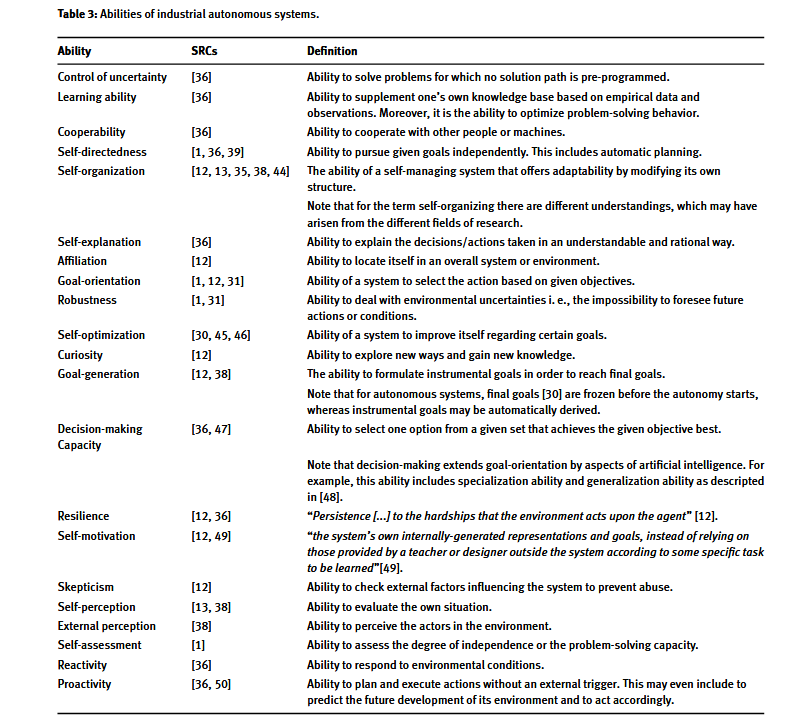 Table 3: Abilities of industrial autonomous systems.
Ability SRCs Definition
Control of uncertainty [36] Ability to solve problems for which no solution path is pre-programmed.
Learning ability [36] Ability to supplement one's own knowledge base based on empirical data and
observations. Moreover, it is the ability to optimize problem-solving behavior.
Cooperability [36] Ability to cooperate with other people or machines.
Self-directedness [1, 36, 39] Ability to pursue given goals independently. This includes automatic planning.
Self-organization [12, 13, 35, 38, 44] The ability of a self-managing system that offers adaptability by modifying its own
structure.
Note that for the term self-organizing there are different understandings, which may have
arisen from the different fields of research.
Self-explanation [36] Ability to explain the decisions/actions taken in an understandable and rational way.
Affiliation [12] Ability to locate itself in an overall system or environment.
Goal-orientation [1, 12, 31] Ability of a system to select the action based on given objectives.
Robustness [1, 31] Ability to deal with environmental uncertainties i. e., the impossibility to foresee future
actions or conditions.
Self-optimization [30, 45, 46] Ability of a system to improve itself regarding certain goals.
Curiosity [12] Ability to explore new ways and gain new knowledge.
Goal-generation [12, 38] The ability to formulate instrumental goals in order to reach final goals.
Note that for autonomous systems, final goals [30] are frozen before the autonomy starts,
whereas instrumental goals may be automatically derived.
Decision-making [36, 47] Ability to select one option from a given set that achieves the given objective best.
Capacity
Note that decision-making extends goal-orientation by aspects of artificial intelligence. For
example, this ability includes specialization ability and generalization ability as descripted
in [48].
Resilience [12, 36] "Persistence [...] to the hardships that the environment acts upon the agent" [12].
Self-motivation [12, 49] "the system's own internally-generated representations and goals, instead of relying on
those provided by a teacher or designer outside the system according to some specific task
to be learned"[49].
Skepticism [12] Ability to check external factors influencing the system to prevent abuse.
Self-perception [13, 38] Ability to evaluate the own situation.
External perception [38] Ability to perceive the actors in the environment.
Self-assessment [1] Ability to assess the degree of independence or the problem-solving capacity.
Reactivity [36] Ability to respond to environmental conditions.
Proactivity [36, 50] Ability to plan and execute actions without an external trigger. This may even include to
predict the future development of its environment and to act accordingly.